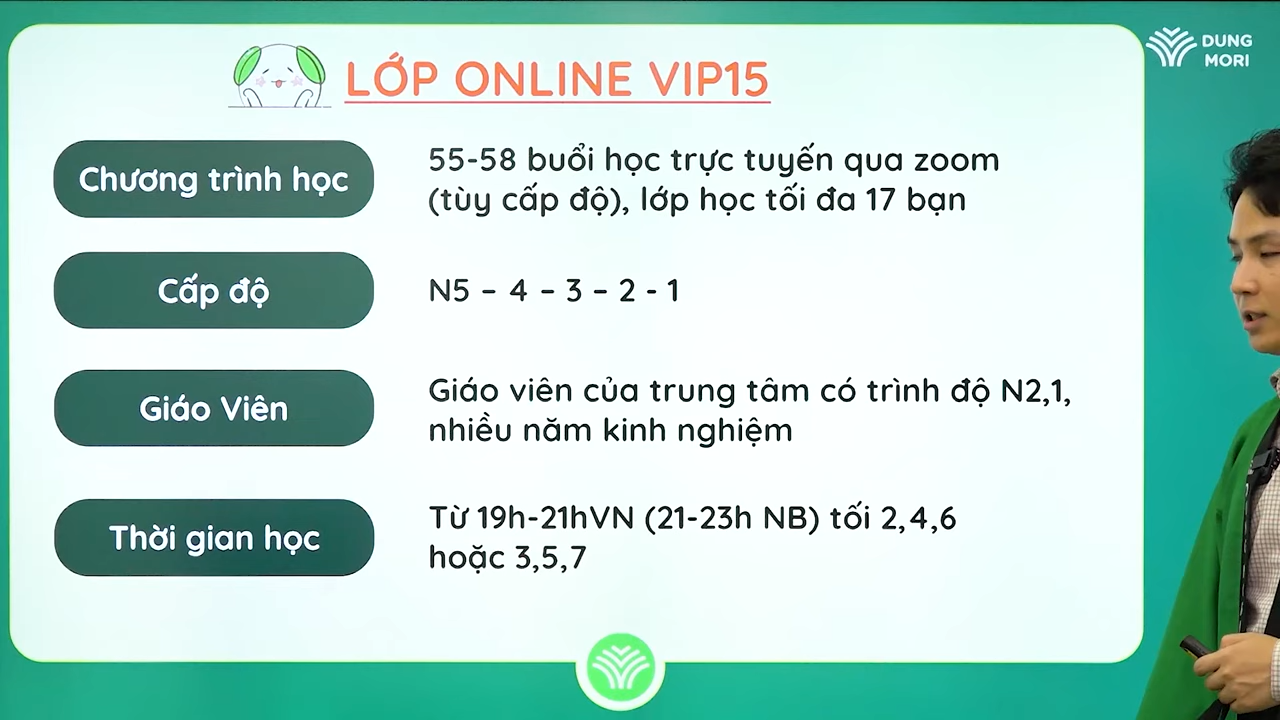 DUNG
MORI
LỚP ONLINE VIP15
Chương trình học
55-58 buổi học trực tuyến qua zoom
(tùy cấp độ), lớp học tối đa 17 bạn
Cấp độ
N5 – 4 – 3 – 2 - 1
Giáo Viên
Giáo viên của trung tâm có trình độ N2,1,
nhiều năm kinh nghiệm
Thời gian học
Từ 19h-21hVN (21-23h NB) tối 2,4,6
hoặc 3,5,7